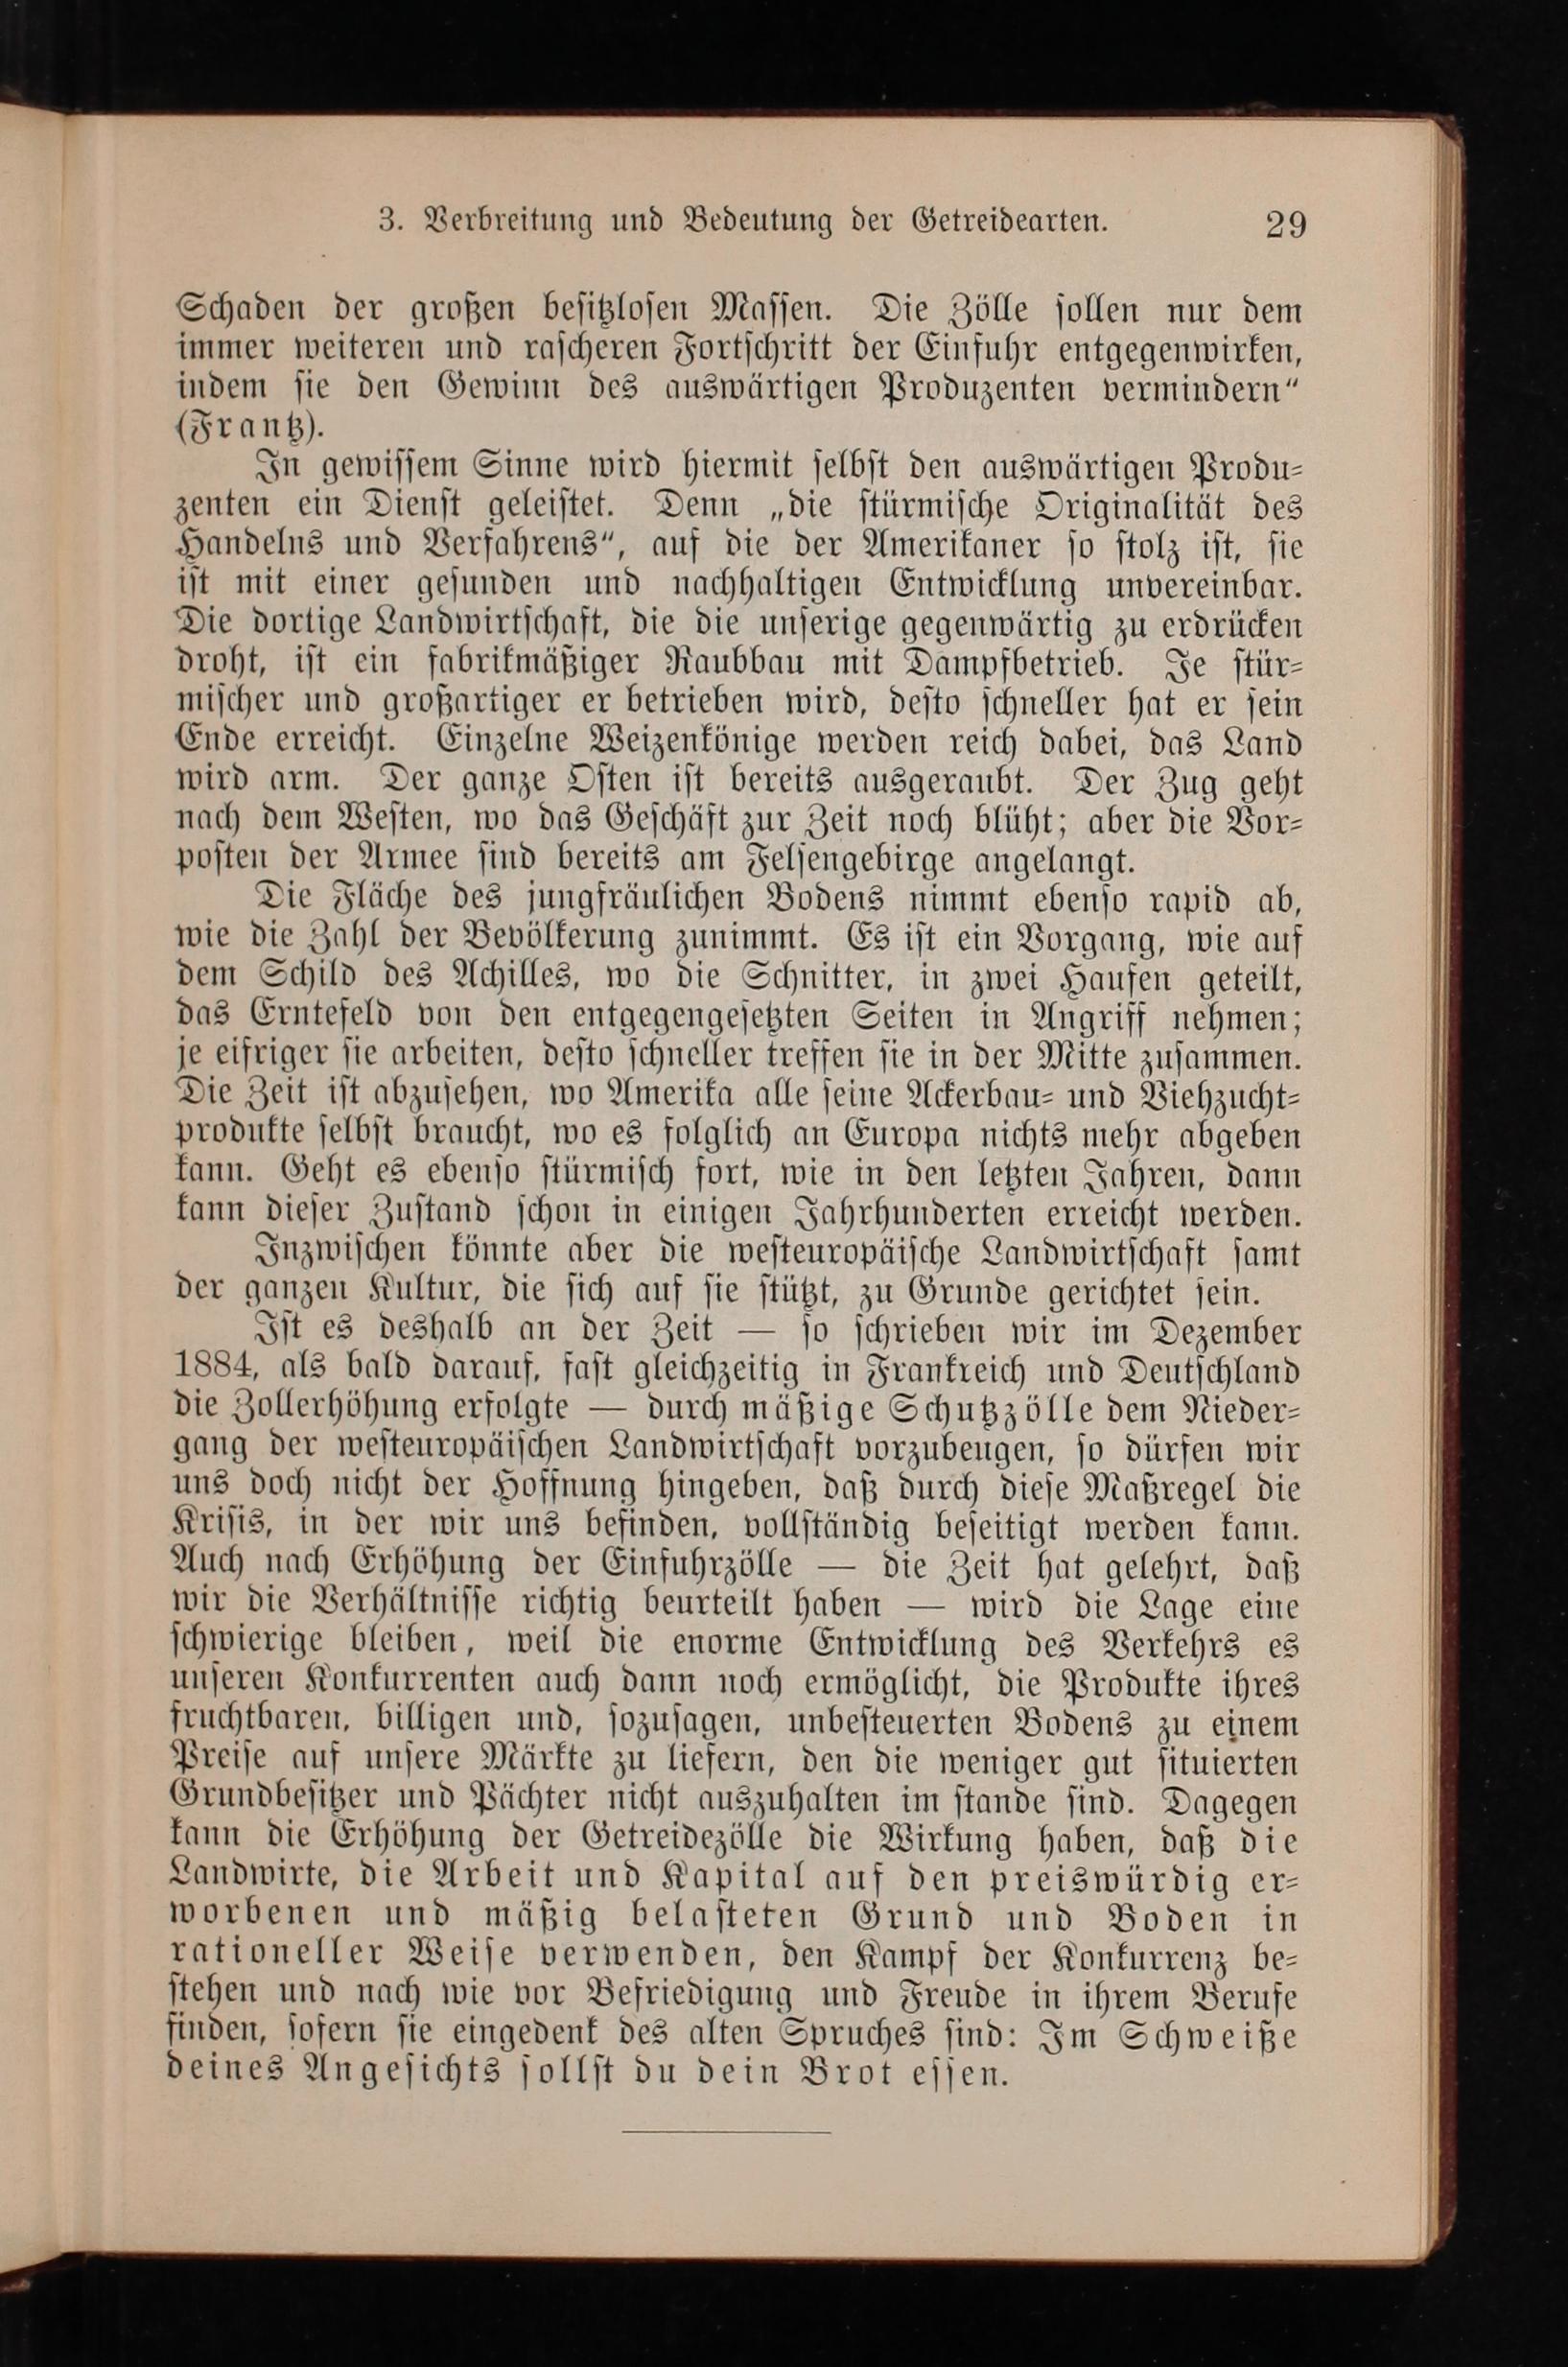 3. Verbreitung und Bedeutung der Getreidearten. 29
Schaden der großen besitzlosen Massen. Die Zölle sollen nur dem
immer weiteren und rascheren Fortschritt der Einfuhr entgegenwirken,
indem sie den Gewinn des auswärtigen Produzenten vermindern“
(Frantz).
In gewissem Sinne wird hiermit selbst den auswärtigen Produ-
zenten ein Dienst geleistet. Denn „die stürmische Originalität des
Handelns und Verfahrens“, auf die der Amerikaner so stolz ist, sie
ist mit einer gesunden und nachhaltigen Entwicklung unvereinbar.
Die dortige Landwirtschaft, die die unserige gegenwärtig zu erdrücken
droht, ist ein fabrikmäßiger Raubbau mit Dampfbetrieb. Je stür-
mischer und großartiger er betrieben wird, desto schneller hat er sein
Ende erreicht. Einzelne Weizenkönige werden reich dabei, das Land
wird arm. Der ganze Osten ist bereits ausgeraubt. Der Zug geht
nach dem Westen, wo das Geschäft zur Zeit noch blüht; aber die Vor-
posten der Armee sind bereits am Felsengebirge angelangt.
Die Fläche des jungfräulichen Bodens nimmt ebenso rapid ab,
wie die Zahl der Bevölkerung zunimmt. Es ist ein Vorgang, wie auf
dem Schild des Achilles, wo die Schnitter, in zwei Haufen geteilt,
das Erntefeld von den entgegengesetzten Seiten in Angriff nehmen;
je eifriger sie arbeiten, desto schneller treffen sie in der Mitte zusammen.
Die Zeit ist abzusehen, wo Amerika alle seine Ackerbau- und Viehzucht-
produkte selbst braucht, wo es folglich an Europa nichts mehr abgeben
kann. Geht es ebenso stürmisch fort, wie in den letzten Jahren, dann
kann dieser Zustand schon in einigen Jahrhunderten erreicht werden.
Inzwischen könnte aber die westeuropäische Landwirtschaft samt
der ganzen Kultur, die sich auf sie stützt, zu Grunde gerichtet sein.
Ist es deshalb an der Zeit — so schrieben wir im Dezember
1884, als bald darauf, fast gleichzeitig in Frankreich und Deutschland
die Zollerhöhung erfolgte — durch mäßige Schutzzölle dem Nieder-
gang der westeuropäischen Landwirtschaft vorzubeugen, so dürfen wir
uns doch nicht der Hoffnung hingeben, daß durch diese Maßregel die
Krisis, in der wir uns befinden, vollständig beseitigt werden kann.
Auch nach Erhöhung der Einfuhrzölle — die Zeit hat gelehrt, daß
wir die Verhältnisse richtig beurteilt haben — wird die Lage eine
schwierige bleiben, weil die enorme Entwicklung des Verkehrs es
unseren Konkurrenten auch dann noch ermöglicht, die Produkte ihres
fruchtbaren, billigen und, sozusagen, unbesteuerten Bodens zu einem
Preise auf unsere Märkte zu liefern, den die weniger gut situierten
Grundbesitzer und Pächter nicht auszuhalten im stande sind. Dagegen
kann die Erhöhung der Getreidezölle die Wirkung haben, daß die
Landwirte, die Arbeit und Kapital auf den preiswürdig er-
worbenen und mäßig belasteten Grund und Boden in
rationeller Weise verwenden, den Kampf der Konkurrenz be-
stehen und nach wie vor Befriedigung und Freude in ihrem Berufe
finden, sofern sie eingedenk des alten Spruches sind: Im Schweiße
deines Angesichts sollst du dein Brot essen.